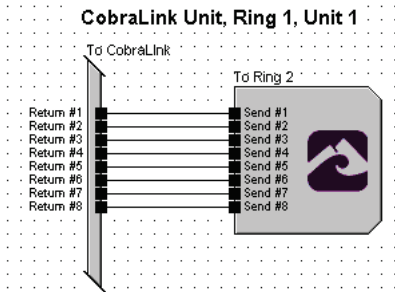 CobraLink Unit, Ring 1, Unit 1
To CobraLink
To Ring 2
Return #1 Send #1
Return #2 Send #2
Return #3 Send #3
Return #4 Send #4
Return #5 Send #5
Return #6 Send #6
Return #7 Send #7
Return #8 Send #8